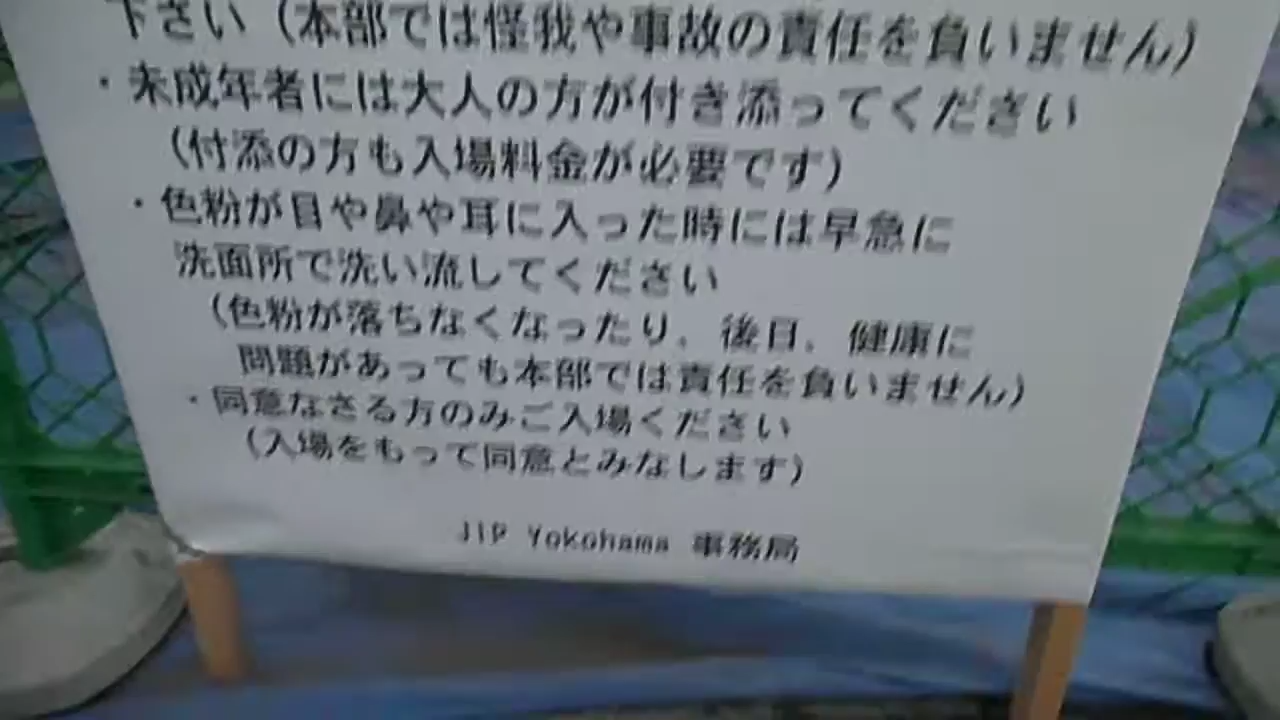 下さい（本部では怪我や事故の責任を負いません）
・未成年者には大人の方が付き添ってください
（付添の方も入場料金が必要です）
・色粉が目や鼻や耳に入った時には早急に
洗面所で洗い流してください
（色粉が落ちなくなったり、後日、健康に
問題があっても本部では責任を負いません）
・同意なさる方のみご入場ください
（入場をもって同意とみなします）
JIP Yokohama 事務局